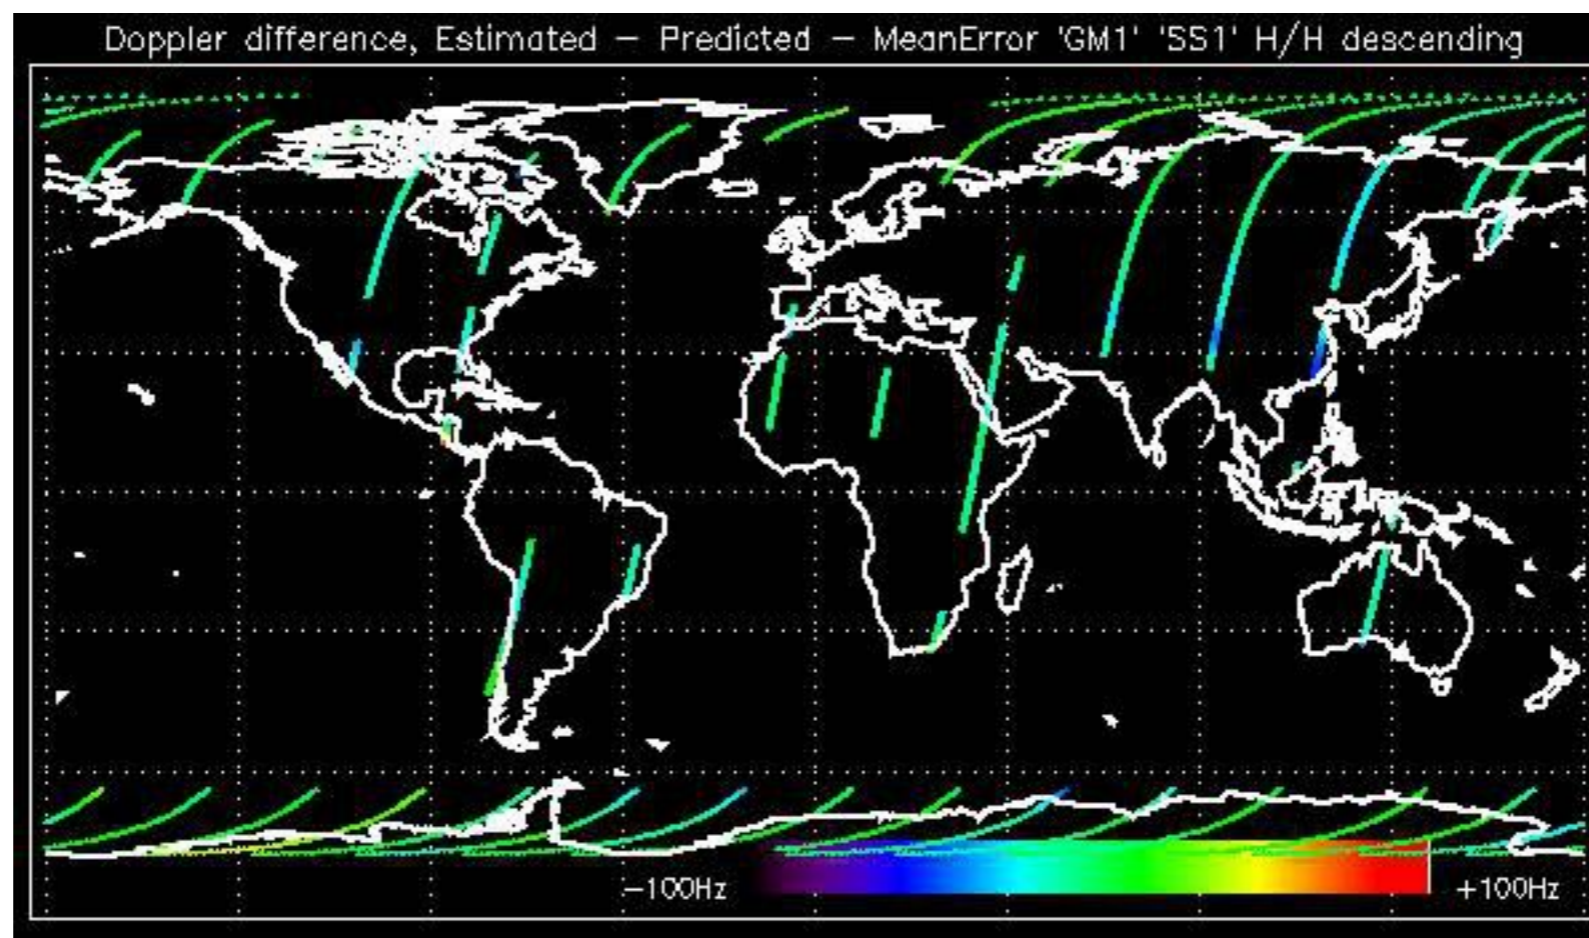 Doppler difference, Estimated – Predicted – MeanError 'GM1' 'SS1' H/H descending
–100Hz
+100Hz